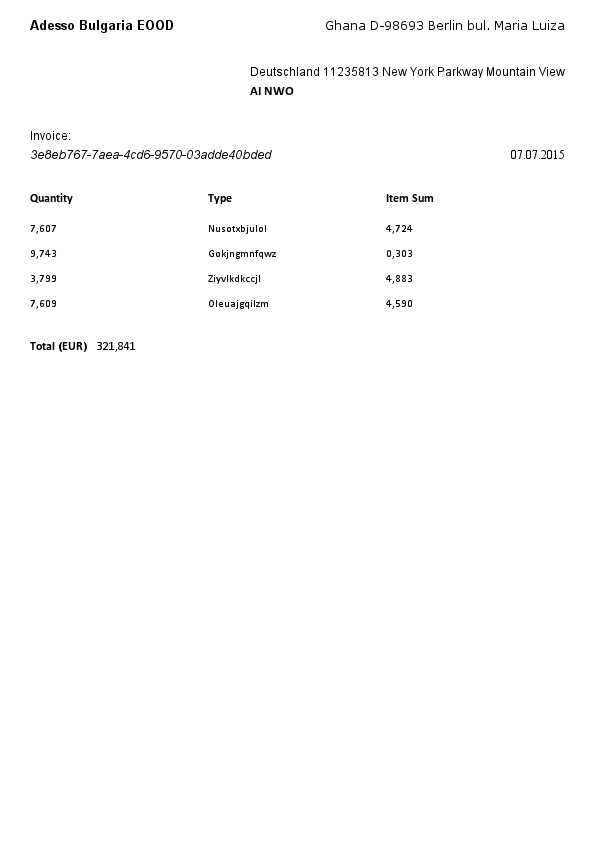 Adesso Bulgaria EOOD Ghana D-98693 Berlin bul. Maria Luiza
Deutschland 11235813 New York Parkway Mountain View
AI NWO
Invoice:
3e8eb767-7aea-4cd6-9570-03adde40bded 07.07.2015
Quantity Type Item Sum
7,607 Nusotxbjulol 4,724
9,743 Gokjngmnfqwz 0,303
3,799 Ziyvlkdkccjl 4,883
7,609 Oleuajgqilzm 4,590
Total (EUR) 321,841